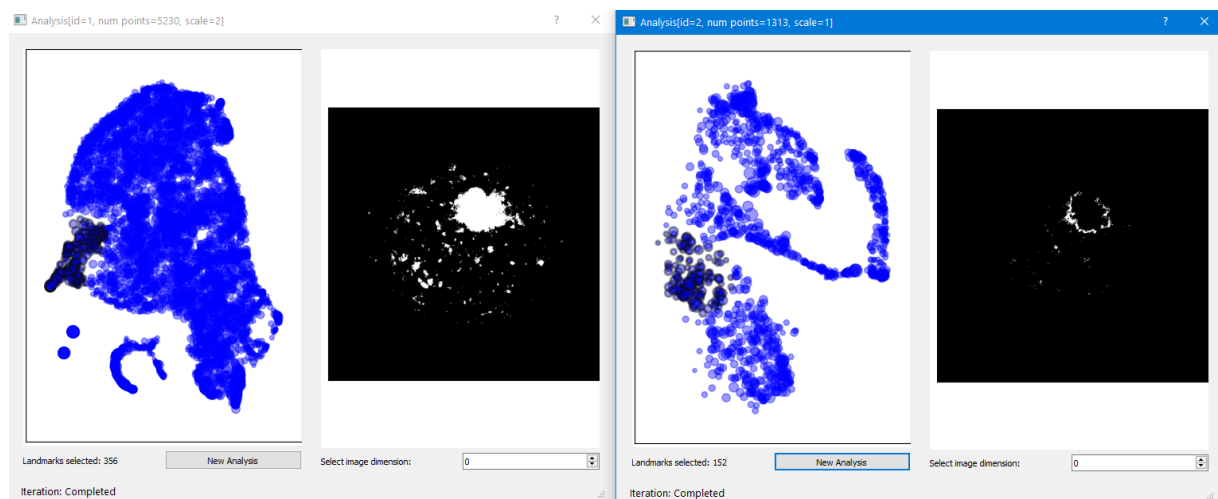 Analysis[id=1, num points=5230, scale=2]
Landmarks selected: 356
New Analysis
Select image dimension:
0
Iteration: Completed
Analysis[id=2, num points=1313, scale=1]
Landmarks selected: 152
New Analysis
Select image dimension:
0
Iteration: Completed